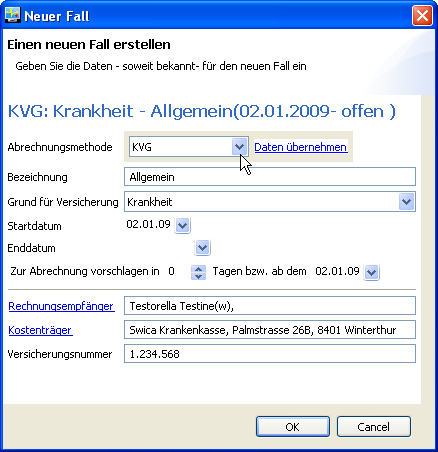 Neuer Fall
Einen neuen Fall erstellen
Geben Sie die Daten - soweit bekannt- für den neuen Fall ein
KVG: Krankheit - Allgemein(02.01.2009- offen )
Abrechnungsmethode KVG Daten übernehmen
Bezeichnung Allgemein
Grund für Versicherung Krankheit
Startdatum 02.01.09
Enddatum
Zur Abrechnung vorschlagen in 0 Tagen bzw. ab dem 02.01.09
Rechnungsempfänger Testorella Testine(w),
Kostenträger Swica Krankenkasse, Palmstrasse 26B, 8401 Winterthur
Versicherungsnummer 1.234.568
OK Cancel